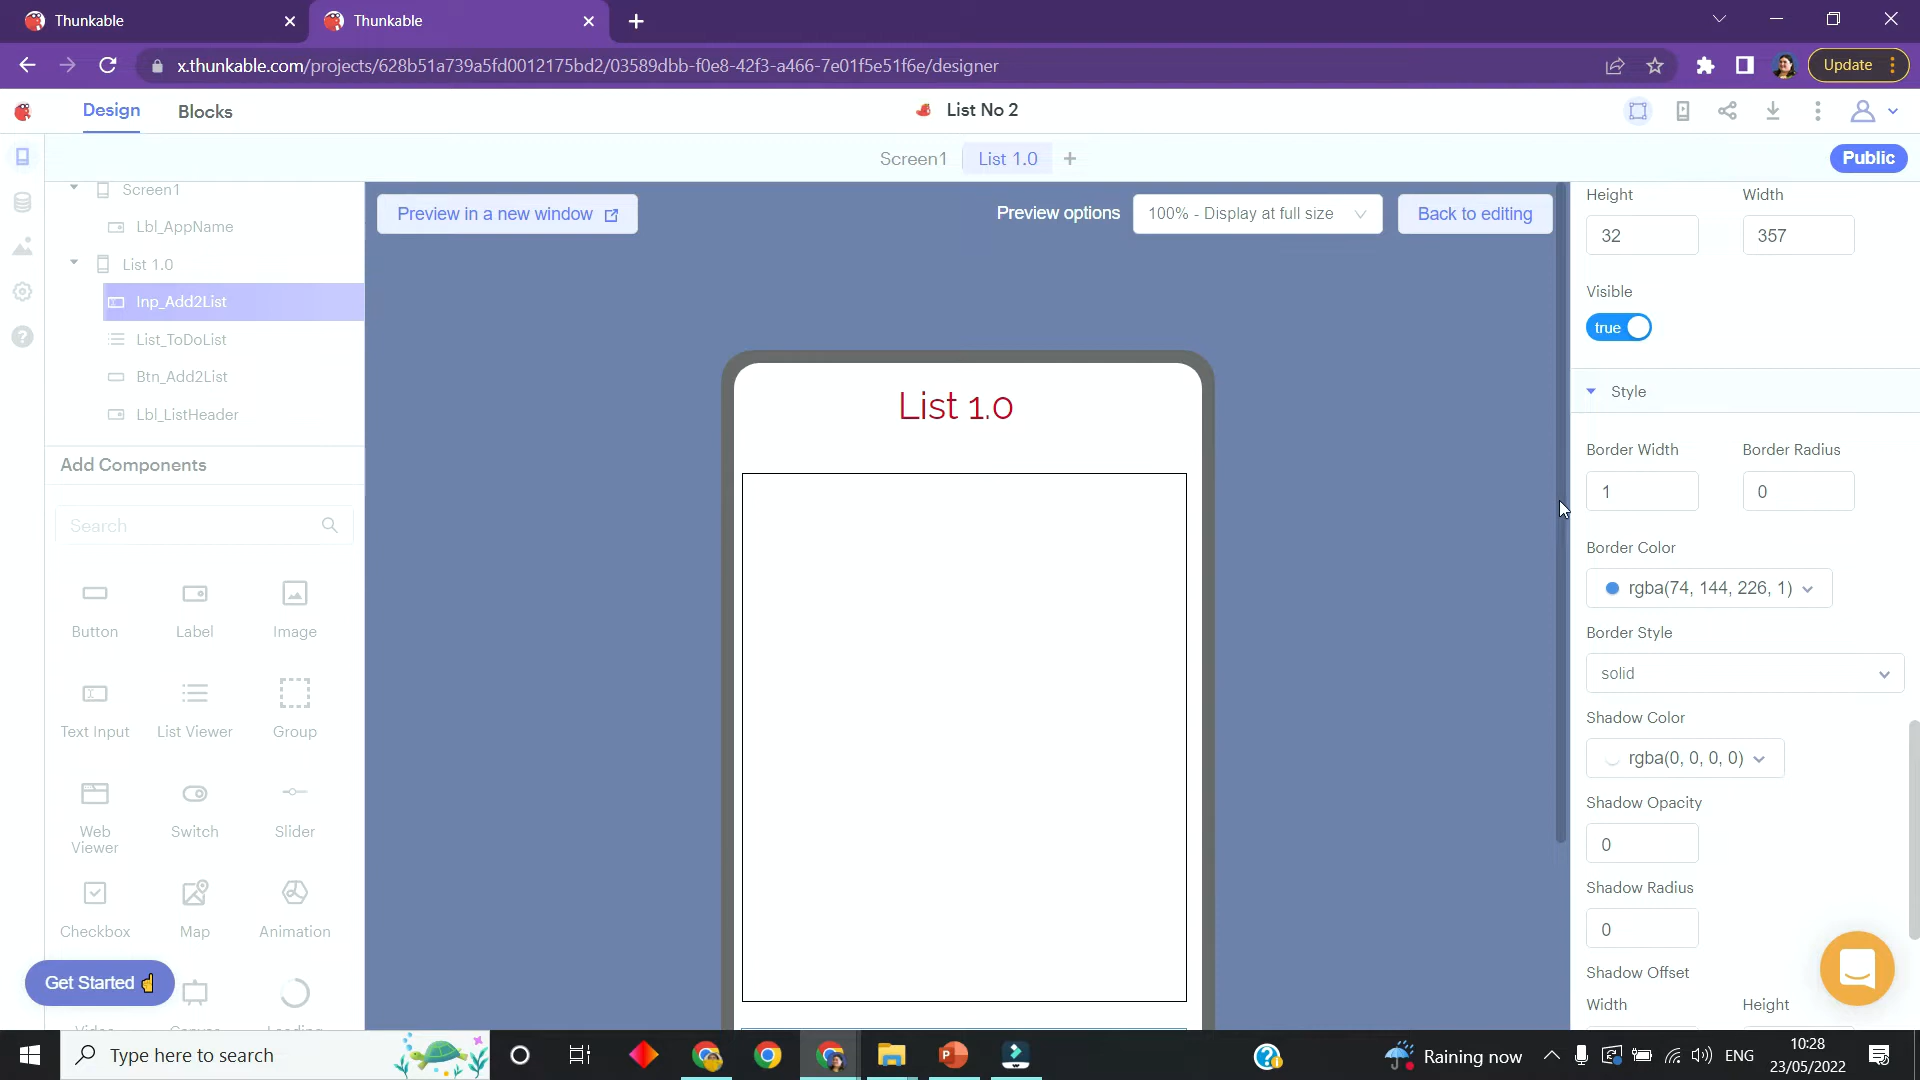 Thunkable
Thunkable
x.thunkable.com/projects/628b51a739a5fd0012175bd2/03589dbb-f0e8-42f3-a466-7e01f5e51f6e/designer
Update
Design
Blocks
List No 2
Screen1
List 1.0
Public
Screen1
Lbl_AppName
List 1.0
Inp_Add2List
List_ToDoList
Btn_Add2List
Lbl_ListHeader
Add Components
Search
Button
Label
Image
Text Input
List Viewer
Group
Web Viewer
Switch
Slider
Checkbox
Map
Animation
Get Started
Preview in a new window
Preview options
100% - Display at full size
Back to editing
List 1.0
Height
Width
32
357
Visible
true
Style
Border Width
Border Radius
1
0
Border Color
rgba(74, 144, 226, 1)
Border Style
solid
Shadow Color
rgba(0, 0, 0, 0)
Shadow Opacity
0
Shadow Radius
0
Shadow Offset
Width
Height
Type here to search
Raining now
ENG
10:28
23/05/2022